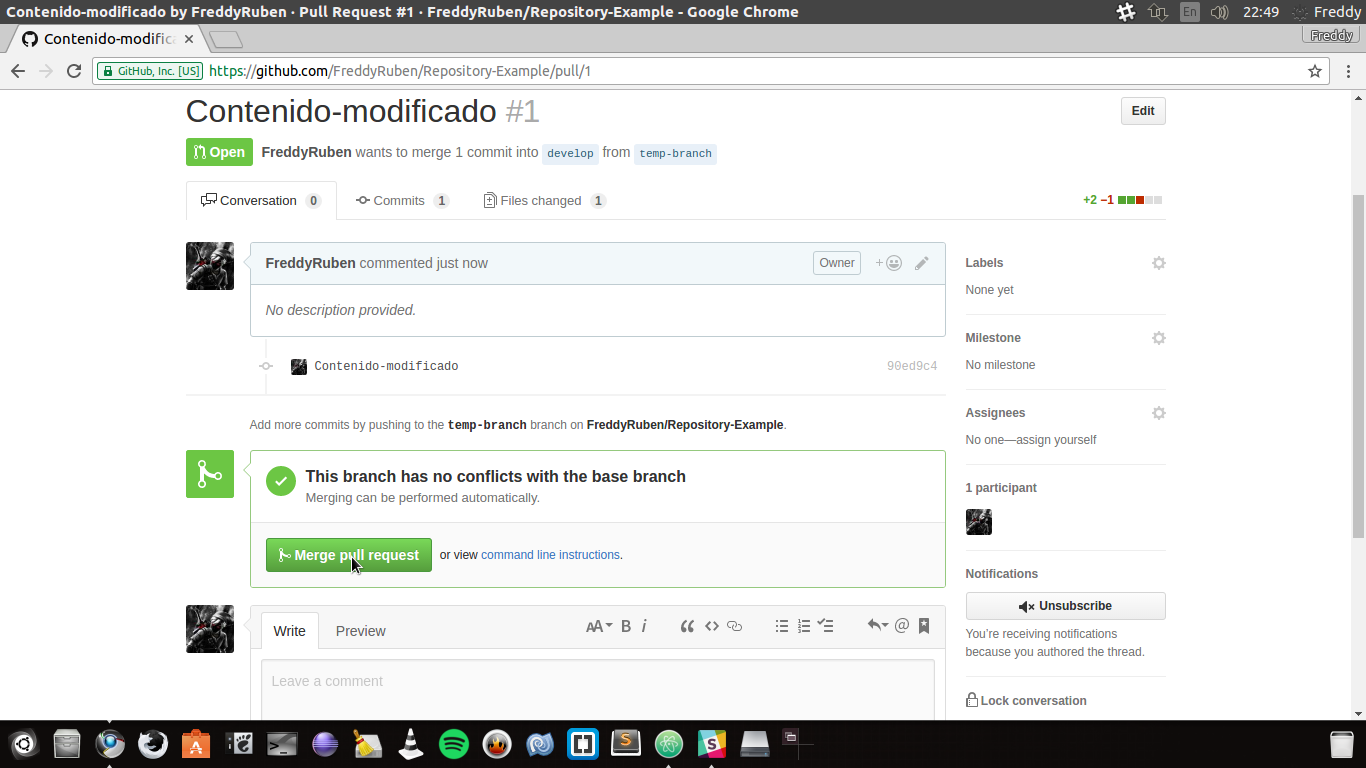 Contenido-modificado by FreddyRuben · Pull Request #1 · FreddyRuben/Repository-Example - Google Chrome En 22:49 Freddy
Contenido-modific Freddy
GitHub, Inc. [US] https://github.com/FreddyRuben/Repository-Example/pull/1
Contenido-modificado #1 Edit
Open FreddyRuben wants to merge 1 commit into develop from temp-branch
Conversation 0 Commits 1 Files changed 1 +2 −1
FreddyRuben commented just now Owner +
No description provided.
Contenido-modificado 90ed9c4
Add more commits by pushing to the temp-branch branch on FreddyRuben/Repository-Example.
This branch has no conflicts with the base branch
Merging can be performed automatically.
Merge pull request or view command line instructions.
Write Preview AA B i @
Leave a comment
Labels
None yet
Milestone
No milestone
Assignees
No one—assign yourself
1 participant
Notifications
Unsubscribe
You're receiving notifications
because you authored the thread.
Lock conversation